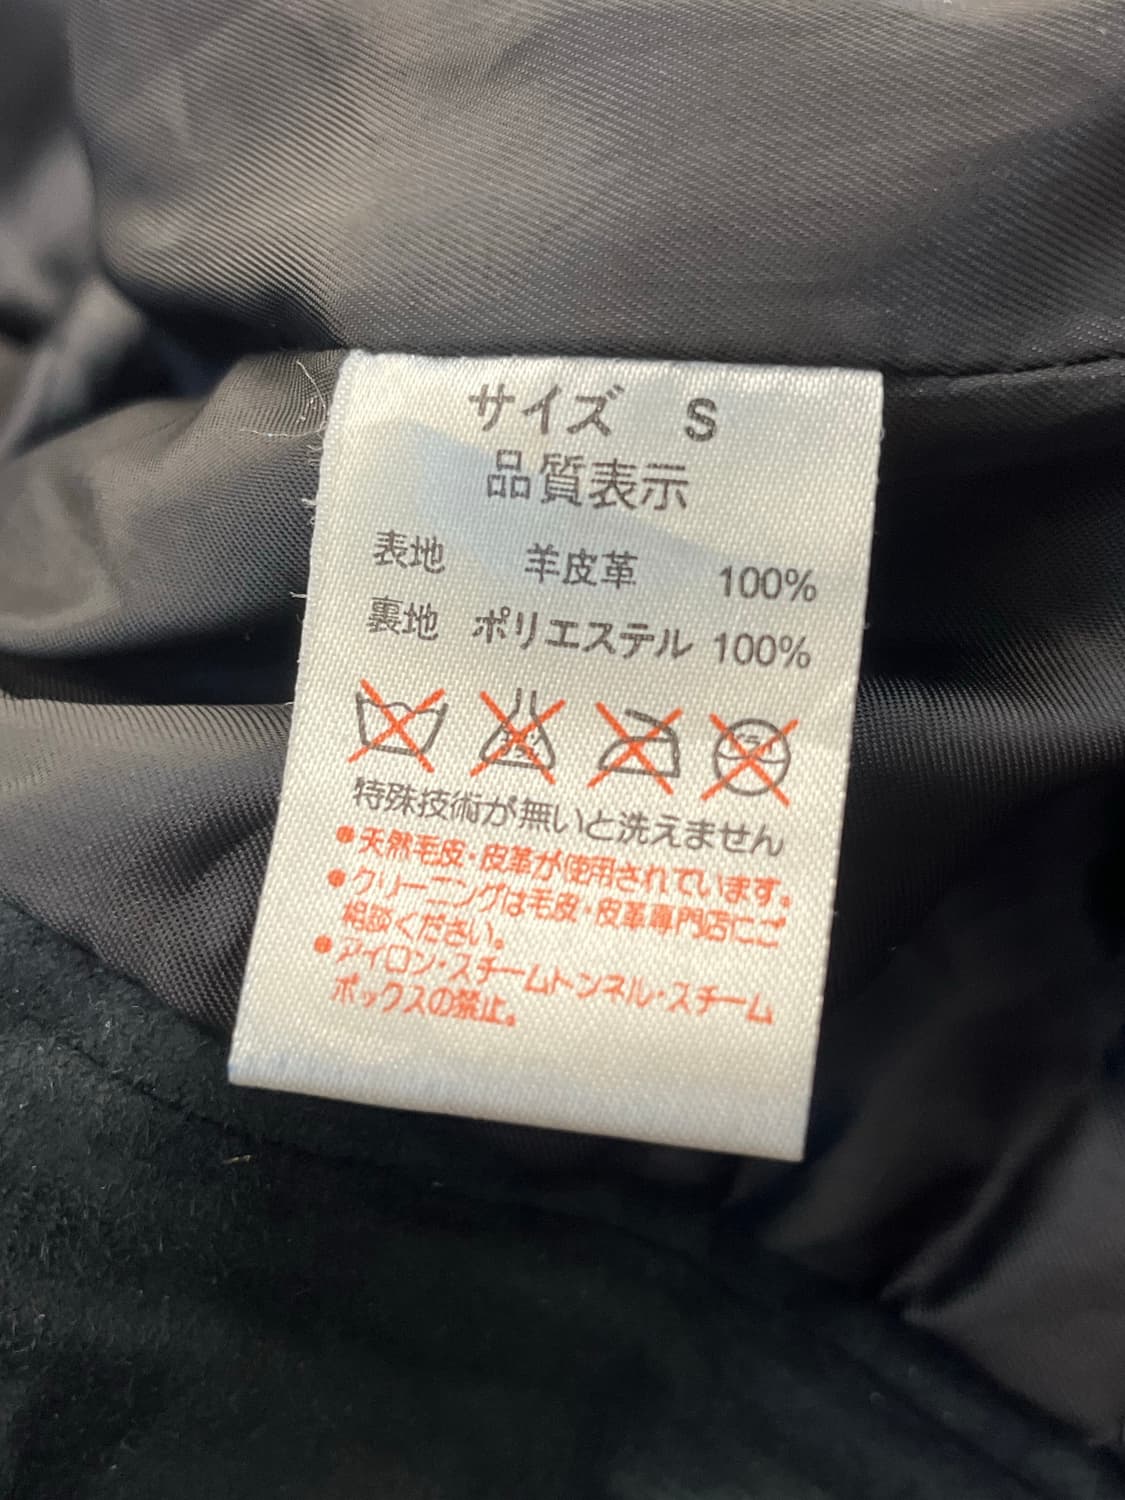 サイズ S
品質表示
表地 羊皮革 100%
裏地 ポリエステル 100%
特殊技術が無いと洗えません
●天然毛皮・皮革が使用されています。
●クリーニングは毛皮・皮革専門店にご
相談ください。
●アイロン・スチームトンネル・スチーム
ボックスの禁止。